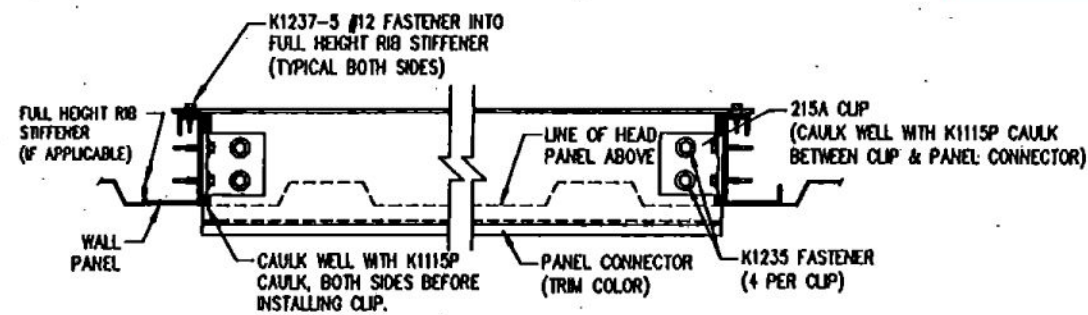 K1237-5 #12 FASTENER INTO
FULL HEIGHT RIB STIFFENER
(TYPICAL BOTH SIDES)
FULL HEIGHT RIB
STIFFENER
(IF APPLICABLE)
LINE OF HEAD
PANEL ABOVE
215A CLIP
(CAULK WELL WITH K1115P CAULK
BETWEEN CLIP & PANEL CONNECTOR)
WALL
PANEL
CAULK WELL WITH K1115P
CAULK, BOTH SIDES BEFORE
INSTALLING CLIP.
PANEL CONNECTOR
(TRIM COLOR)
K1235 FASTENER
(4 PER CLIP)